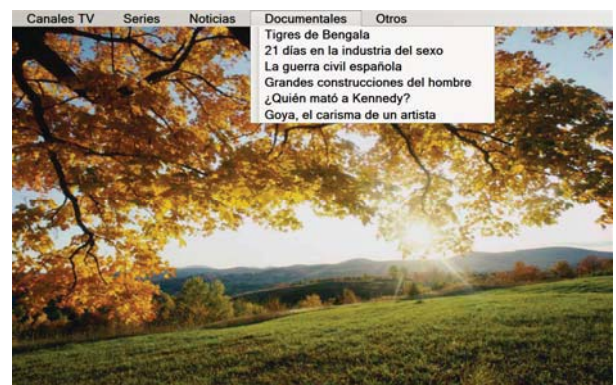 Canales TV Series Noticias Documentales Otros
Tigres de Bengala
21 días en la industria del sexo
La guerra civil española
Grandes construcciones del hombre
¿Quién mató a Kennedy?
Goya, el carisma de un artista